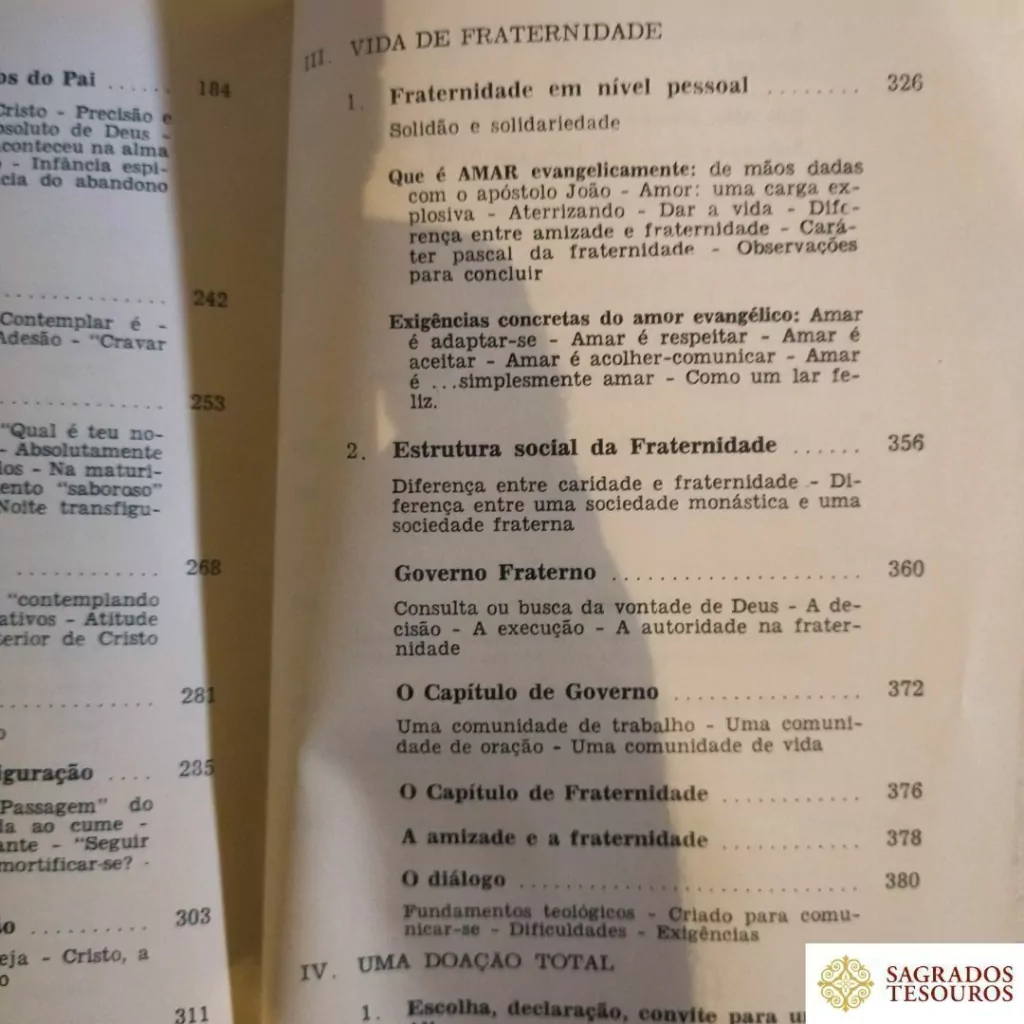 os do Pai ...... 184
Cristo - Precisão e
bsoluto de Deus -
conteceu na alma
- Infância espi-
cia do abandono
.............. 242
Contemplar é -
Adesão - "Cravar
.............. 253
"Qual é teu no-
- Absolutamente
los - Na maturi-
ento "saboroso"
Noite transfigu-
............. 268
"contemplando
ativos - Atitude
terior de Cristo
............. 281
o
iguração .... 285
Passagem" do
da ao cume -
ante - "Seguir
mortificar-se? -
ão .......... 303
eja - Cristo, a
o
311
III. VIDA DE FRATERNIDADE
1. Fraternidade em nível pessoal ........ 326
Solidão e solidariedade
Que é AMAR evangelicamente: de mãos dadas
com o apóstolo João - Amor: uma carga ex-
plosiva - Aterrizando - Dar a vida - Dife-
rença entre amizade e fraternidade - Cará-
ter pascal da fraternidade - Observações
para concluir
Exigências concretas do amor evangélico: Amar
é adaptar-se - Amar é respeitar - Amar é
aceitar - Amar é acolher-comunicar - Amar
é ...simplesmente amar - Como um lar fe-
liz.
2. Estrutura social da Fraternidade ...... 356
Diferença entre caridade e fraternidade - Di-
ferença entre uma sociedade monástica e uma
sociedade fraterna
Governo Fraterno ...................... 360
Consulta ou busca da vontade de Deus - A de-
cisão - A execução - A autoridade na frater-
nidade
O Capítulo de Governo ................ 372
Uma comunidade de trabalho - Uma comuni-
dade de oração - Uma comunidade de vida
O Capítulo de Fraternidade ............ 376
A amizade e a fraternidade ............ 378
O diálogo ............................. 380
Fundamentos teológicos - Criado para comu-
nicar-se - Dificuldades - Exigências
IV. UMA DOAÇÃO TOTAL
1. Escolha, declaração, convite para
SAGRADOS
TESOUROS